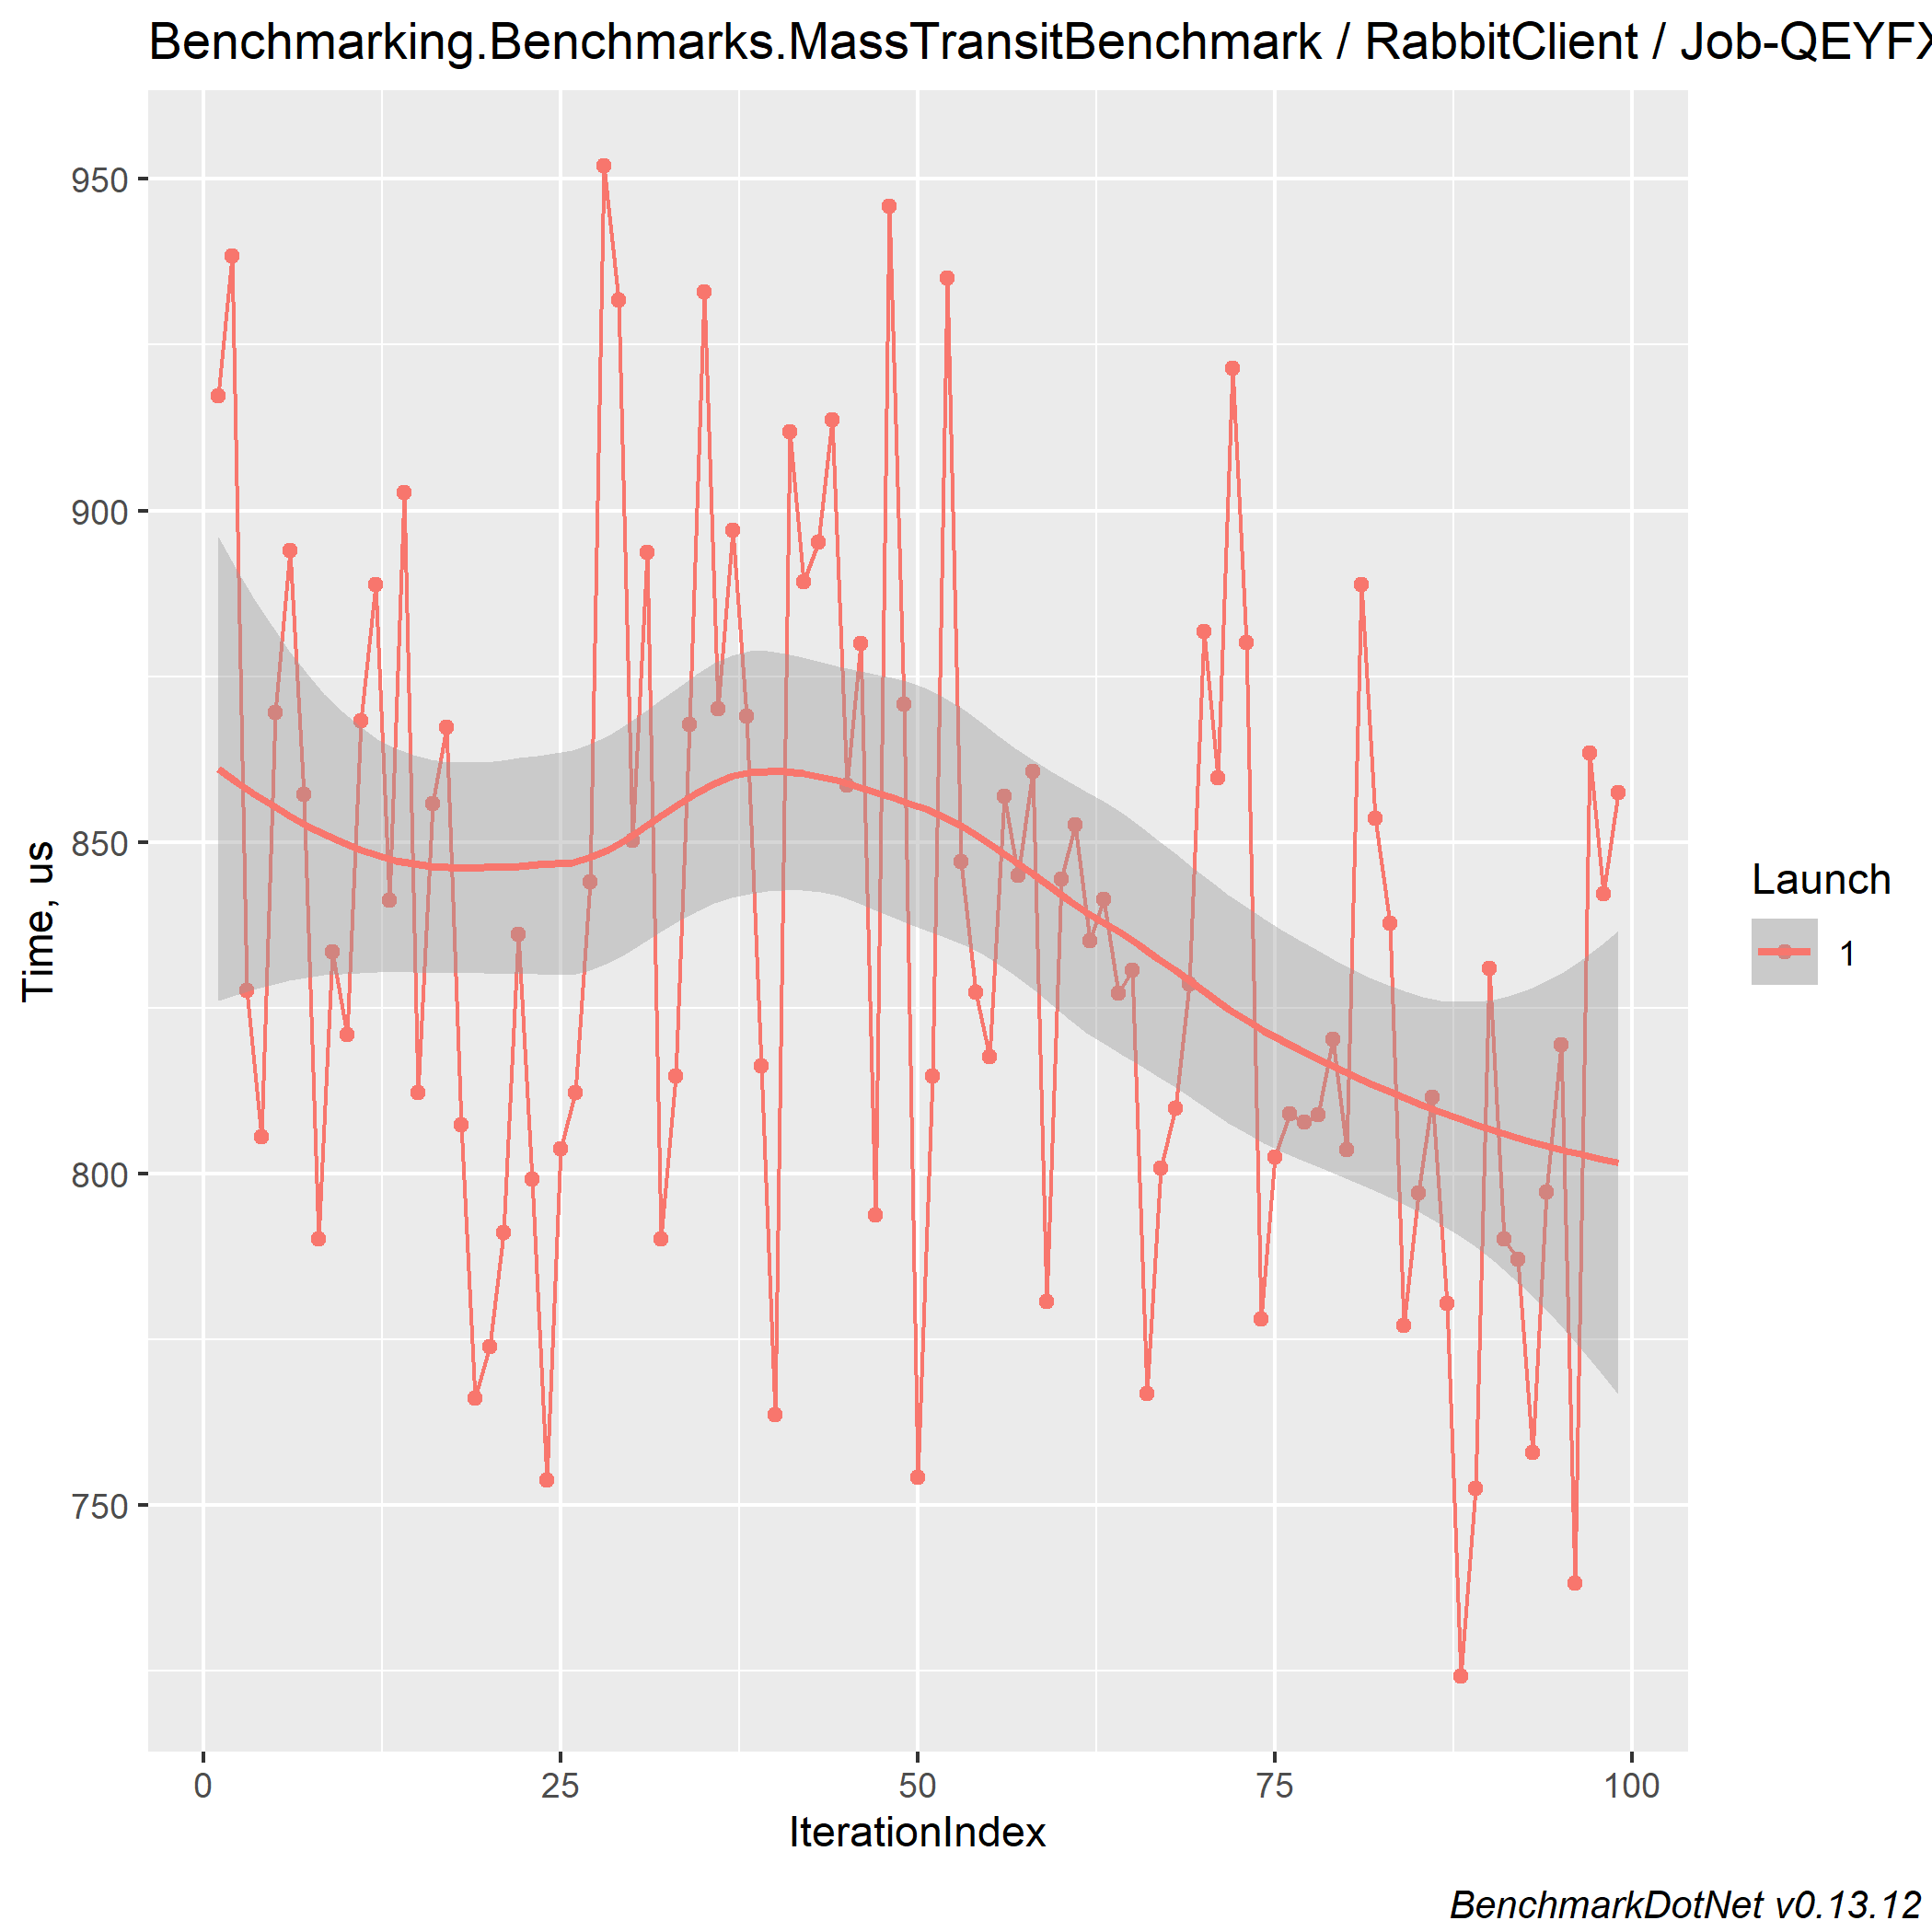 Benchmarking.Benchmarks.MassTransitBenchmark / RabbitClient / Job-QEYFX
Time, us
950
900
850
800
750
0 25 50 75 100
IterationIndex
Launch
1
BenchmarkDotNet v0.13.12